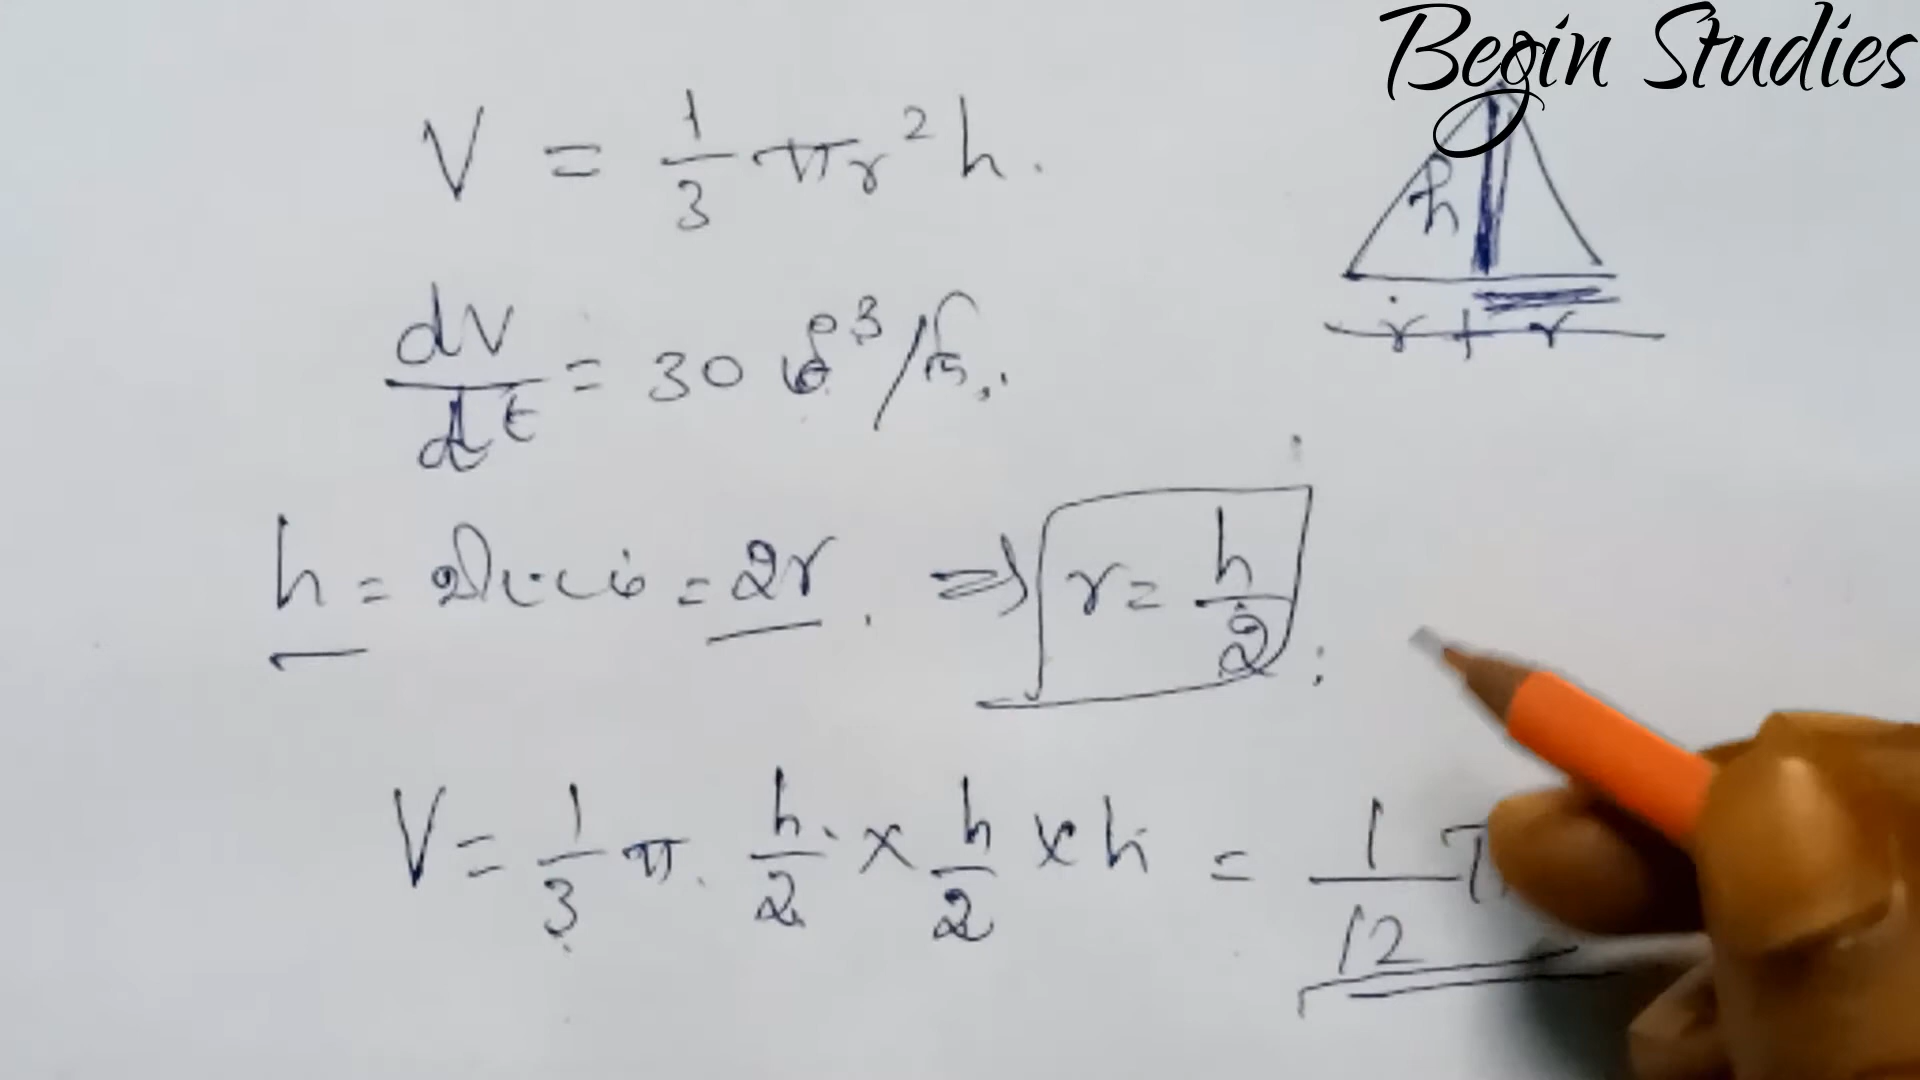 Begin Studies
V = 1/3 πr²h.
h
r + r
dV/dt = 30 மீ³/நி.
h = விட்டம் = 2r. ⇒ r = h/2
V = 1/3 π. h/2 × h/2 × h = 1/12 π